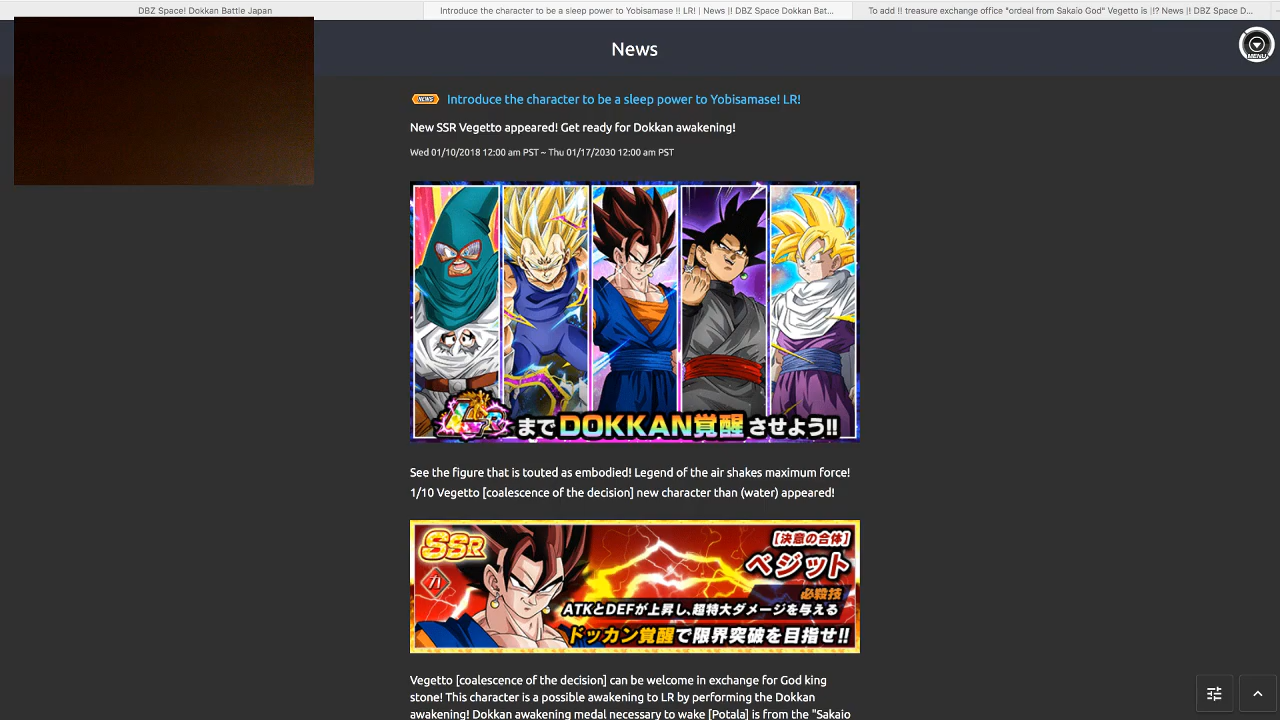 DBZ Space! Dokkan Battle Japan
Introduce the character to be a sleep power to Yobisamase !! LR! | News |! DBZ Space Dokkan Bat...
To add !! treasure exchange office "ordeal from Sakaio God" Vegetto is |!? News |! DBZ Space D...
News
MENU
NEWS
Introduce the character to be a sleep power to Yobisamase! LR!
New SSR Vegetto appeared! Get ready for Dokkan awakening!
Wed 01/10/2018 12:00 am PST ~ Thu 01/17/2030 12:00 am PST
LRまでDOKKAN覚醒させよう!!
See the figure that is touted as embodied! Legend of the air shakes maximum force!
1/10 Vegetto [coalescence of the decision] new character than (water) appeared!
SSR
[決意の合体]
ベジット
必殺技
ATKとDEFが上昇し、超特大ダメージを与える
ドッカン覚醒で限界突破を目指せ!!
Vegetto [coalescence of the decision] can be welcome in exchange for God king
stone! This character is a possible awakening to LR by performing the Dokkan
awakening! Dokkan awakening medal necessary to wake [Potala] is from the "Sakaio